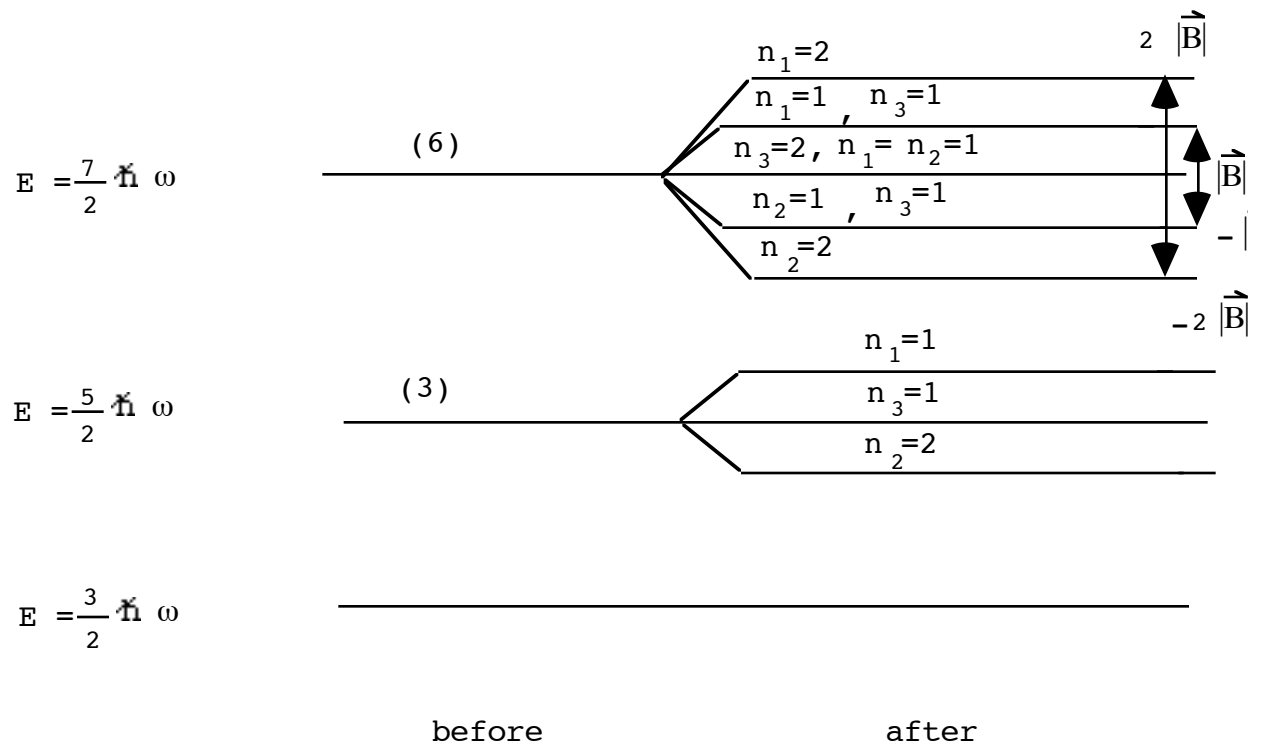 2 |B⃗|
n₁=2
n₁=1 , n₃=1
(6)
n₃=2, n₁= n₂=1
E = 7/2 ℏ ω
|B⃗|
n₂=1 , n₃=1
– |
n₂=2
–2 |B⃗|
n₁=1
(3)
n₃=1
E = 5/2 ℏ ω
n₂=2
E = 3/2 ℏ ω
before after